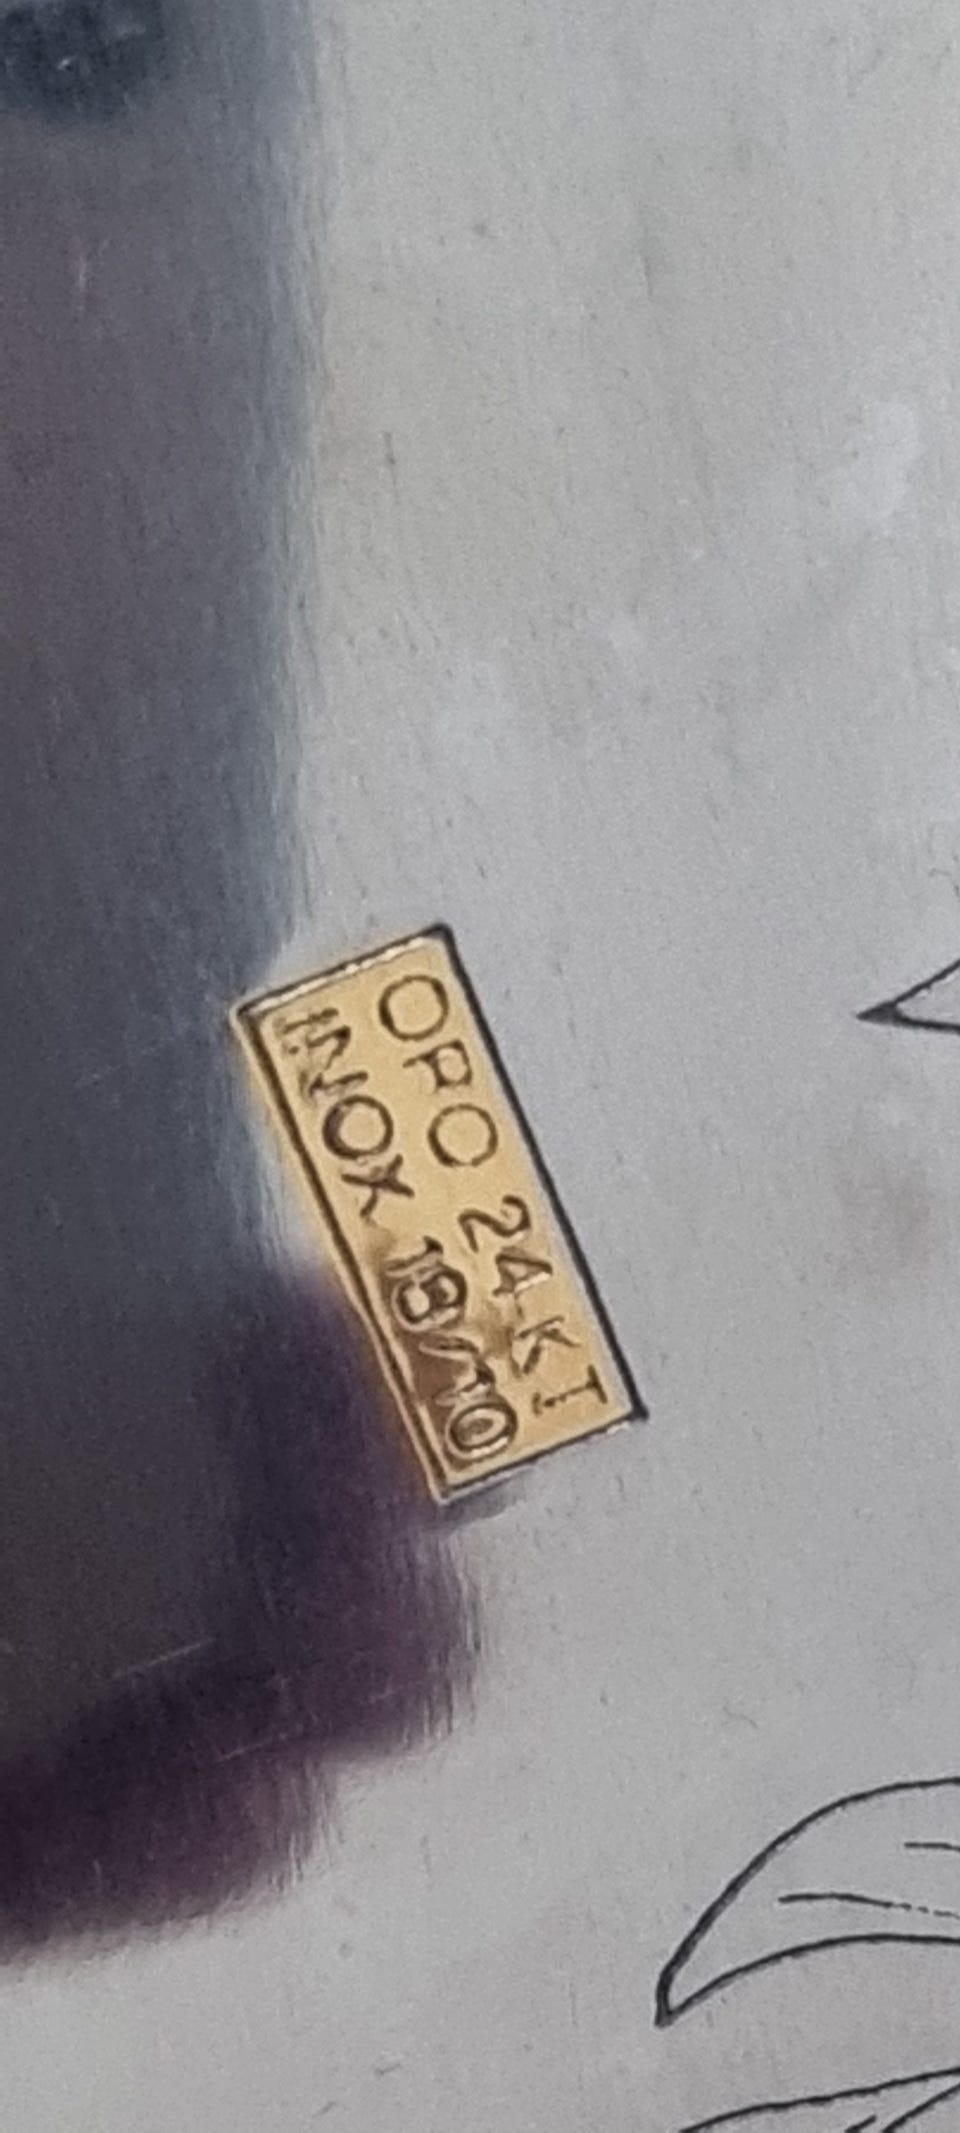 ORO 24 KT
INOX 18/10